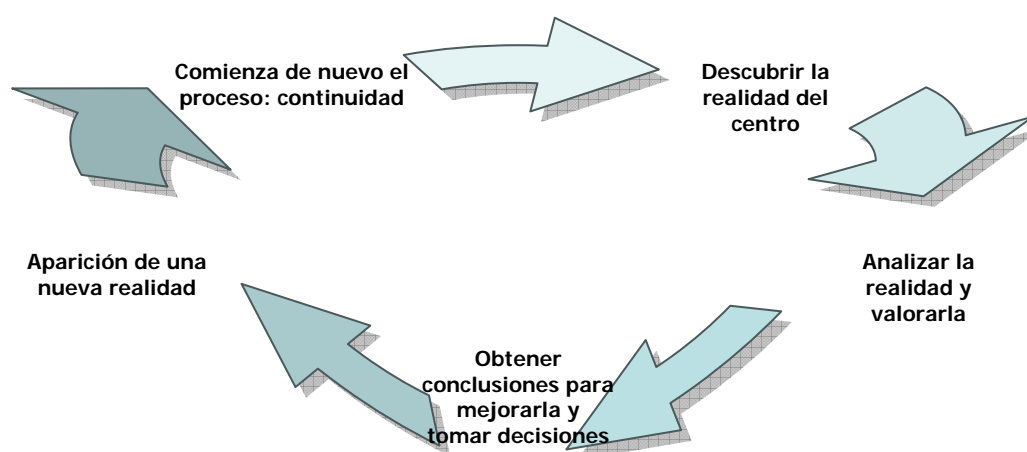 Comienza de nuevo el
proceso: continuidad
Descubrir la
realidad del
centro
Analizar la
realidad y
valorarla
Obtener
conclusiones para
mejorarla y
tomar decisiones
Aparición de una
nueva realidad